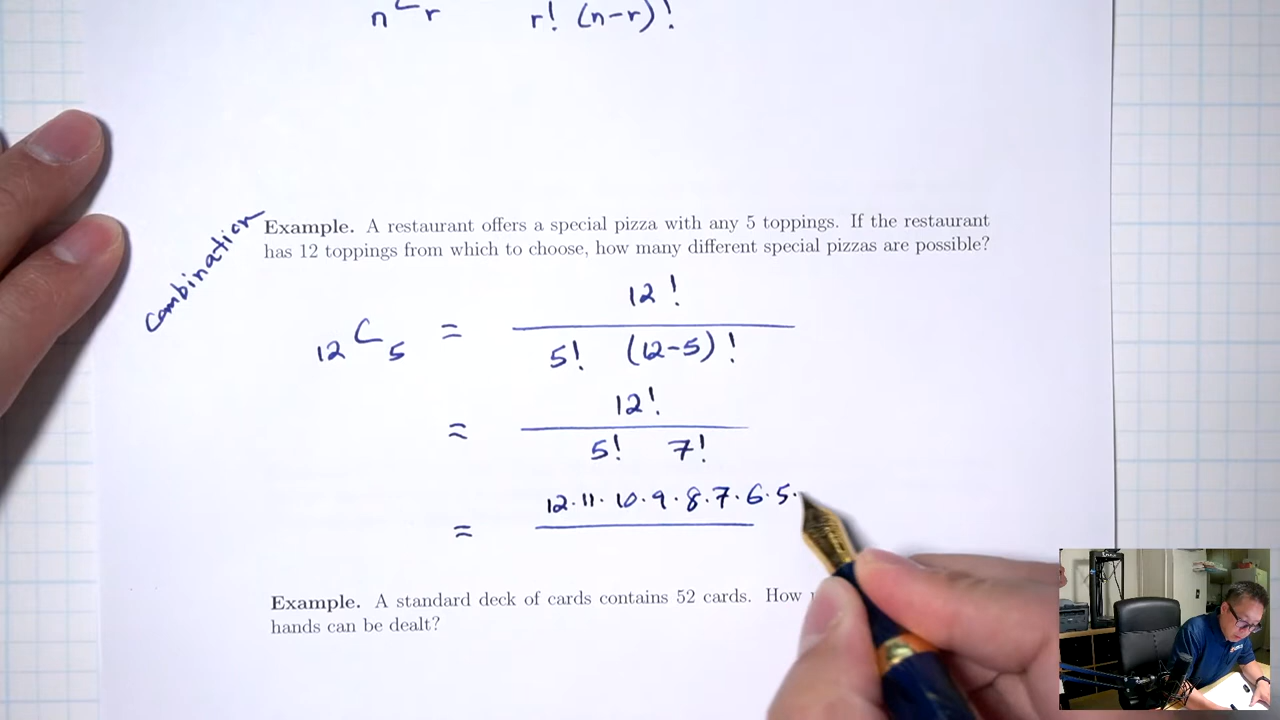 nCr r! (n-r)!
combination
Example. A restaurant offers a special pizza with any 5 toppings. If the restaurant
has 12 toppings from which to choose, how many different special pizzas are possible?
12!
12C5 =
5! (12-5)!
12!
=
5! 7!
12·11·10·9·8·7·6·5·
=
Example. A standard deck of cards contains 52 cards. How
hands can be dealt?